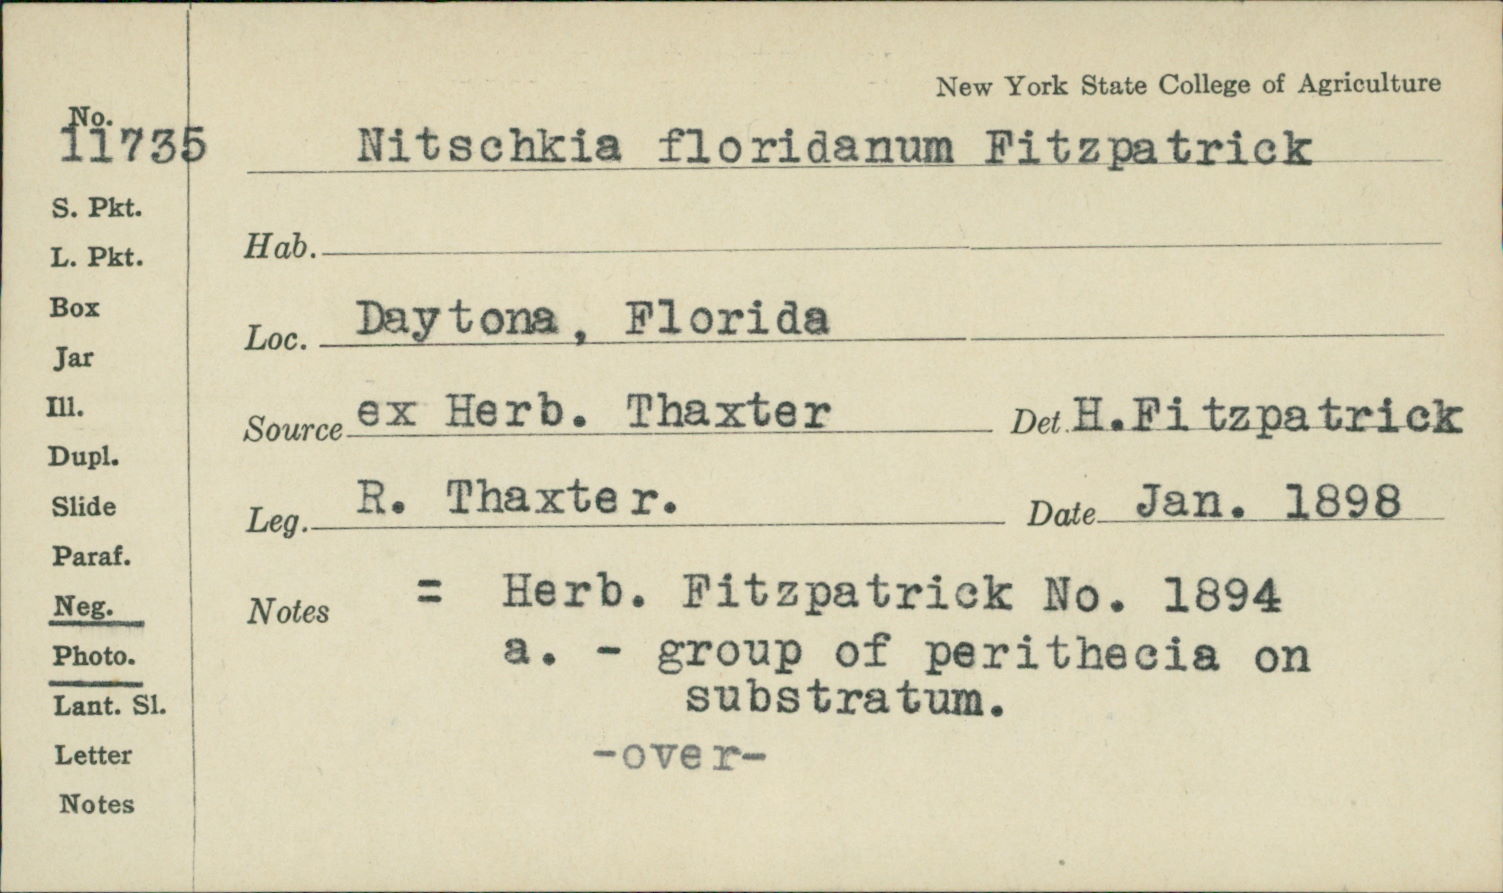 New York State College of Agriculture
No.
11735
Nitschkia floridanum Fitzpatrick
S. Pkt.
L. Pkt.
Box
Jar
Ill.
Dupl.
Slide
Paraf.
Neg.
Photo.
Lant. Sl.
Letter
Notes
Hab.
Loc. Daytona, Florida
Source ex Herb. Thaxter Det. H.Fitzpatrick
Leg. R. Thaxter. Date Jan. 1898
Notes = Herb. Fitzpatrick No. 1894
a. - group of perithecia on
substratum.
-over-